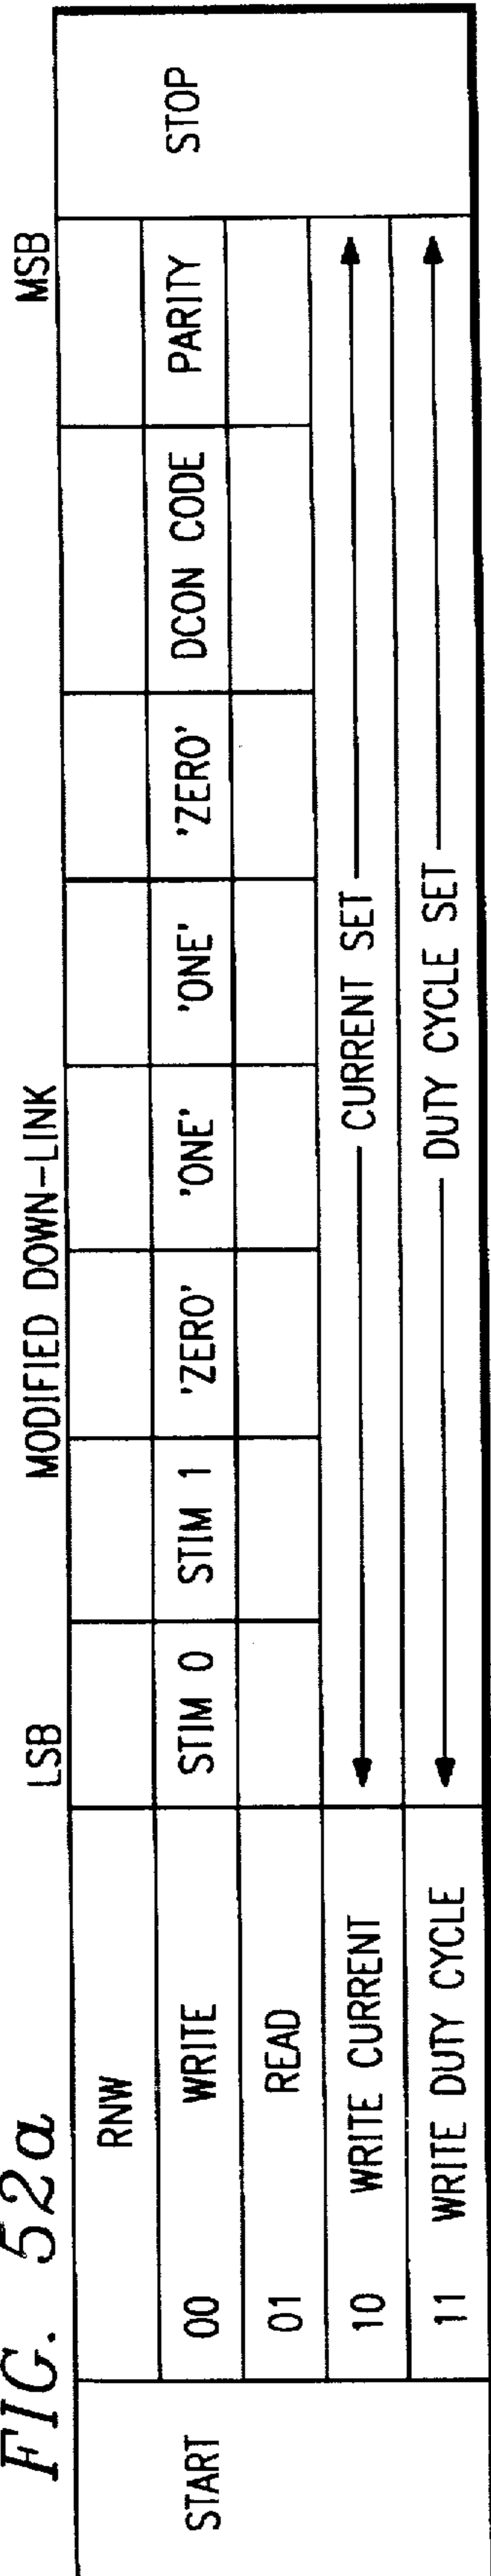 FIG. 52a
LSB MODIFIED DOWN-LINK MSB
RNW
START 00 WRITE STIM 0 STIM 1 'ZERO' 'ONE' 'ONE' 'ZERO' DCON CODE PARITY STOP
01 READ
10 WRITE CURRENT CURRENT SET
11 WRITE DUTY CYCLE DUTY CYCLE SET